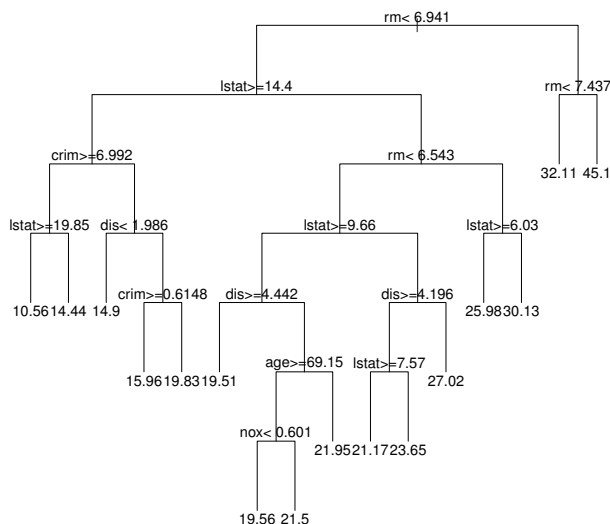 rm< 6.941
lstat>=14.4
rm< 7.437
crim>=6.992
rm< 6.543
32.11 45.1
lstat>=19.85 dis< 1.986
lstat>=9.66
lstat>=6.03
10.56 14.44 14.9
crim>=0.6148
dis>=4.442
dis>=4.196
25.98 30.13
15.96 19.83 19.51
age>=69.15
lstat>=7.57
27.02
nox< 0.601
21.95 21.17 23.65
19.56 21.5